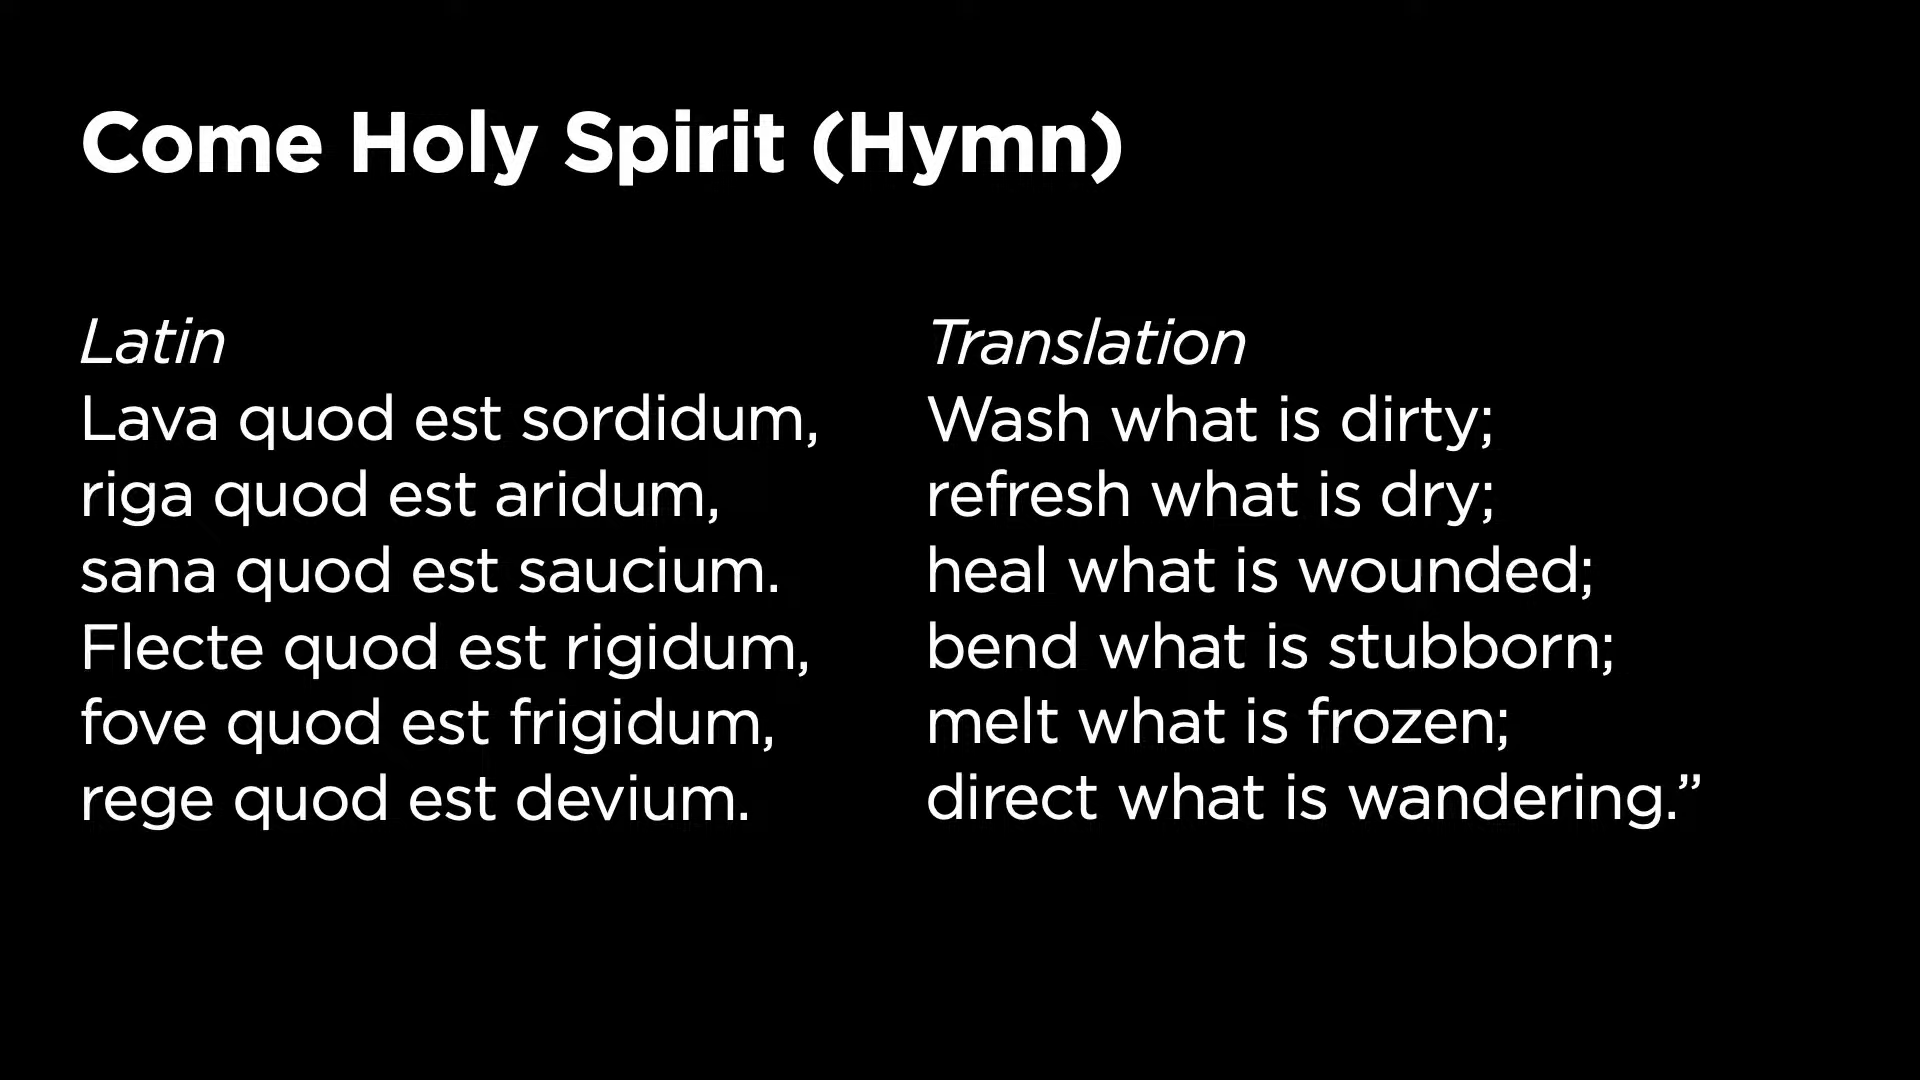 Come Holy Spirit (Hymn)
Latin
Lava quod est sordidum,
riga quod est aridum,
sana quod est saucium.
Flecte quod est rigidum,
fove quod est frigidum,
rege quod est devium.
Translation
Wash what is dirty;
refresh what is dry;
heal what is wounded;
bend what is stubborn;
melt what is frozen;
direct what is wandering.”